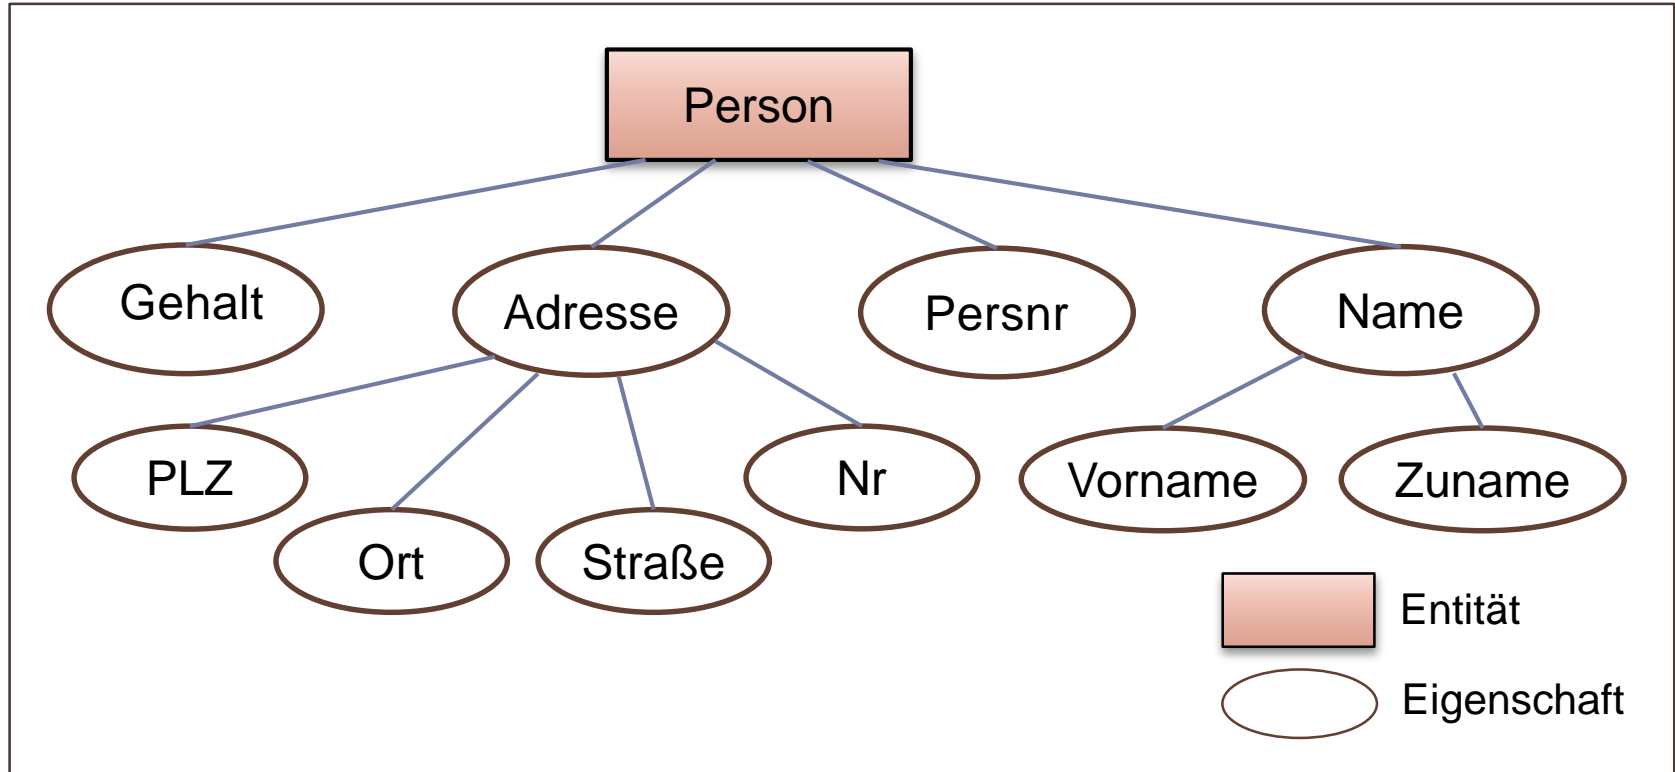 Person
Gehalt
Adresse
Persnr
Name
PLZ
Ort
Straße
Nr
Vorname
Zuname
Entität
Eigenschaft